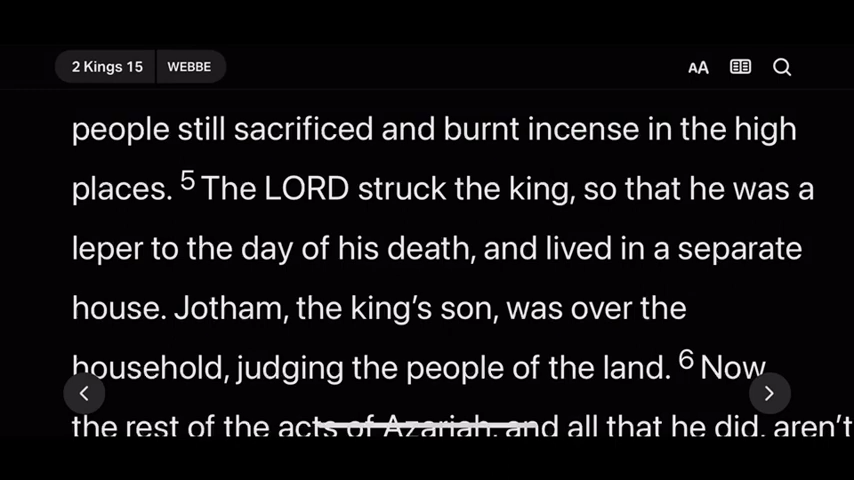 2 Kings 15 WEBBE AA
people still sacrificed and burnt incense in the high
places. 5 The LORD struck the king, so that he was a
leper to the day of his death, and lived in a separate
house. Jotham, the king’s son, was over the
household, judging the people of the land. 6 Now
the rest of the acts of Azariah, and all that he did, aren’t